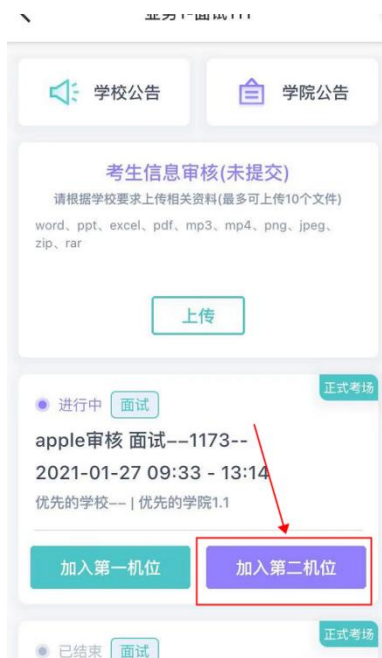 学校公告
学院公告
考生信息审核(未提交)
请根据学校要求上传相关资料(最多可上传10个文件)
word、ppt、excel、pdf、mp3、mp4、png、jpeg、
zip、rar
上传
正式考场
进行中 面试
apple审核 面试--1173--
2021-01-27 09:33 - 13:14
优先的学校-- | 优先的学院1.1
加入第一机位
加入第二机位
正式考场
已结束 面试